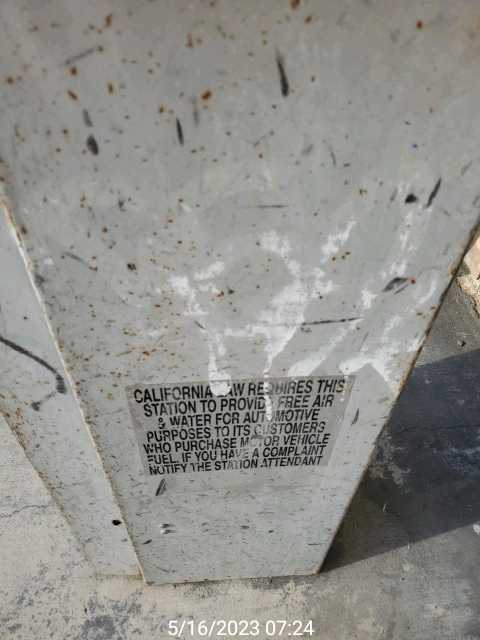 CALIFORNIA LAW REQUIRES THIS
STATION TO PROVIDE FREE AIR
& WATER FOR AUTOMOTIVE
PURPOSES TO ITS CUSTOMERS
WHO PURCHASE MOTOR VEHICLE
FUEL. IF YOU HAVE A COMPLAINT
NOTIFY THE STATION ATTENDANT
5/16/2023 07:24